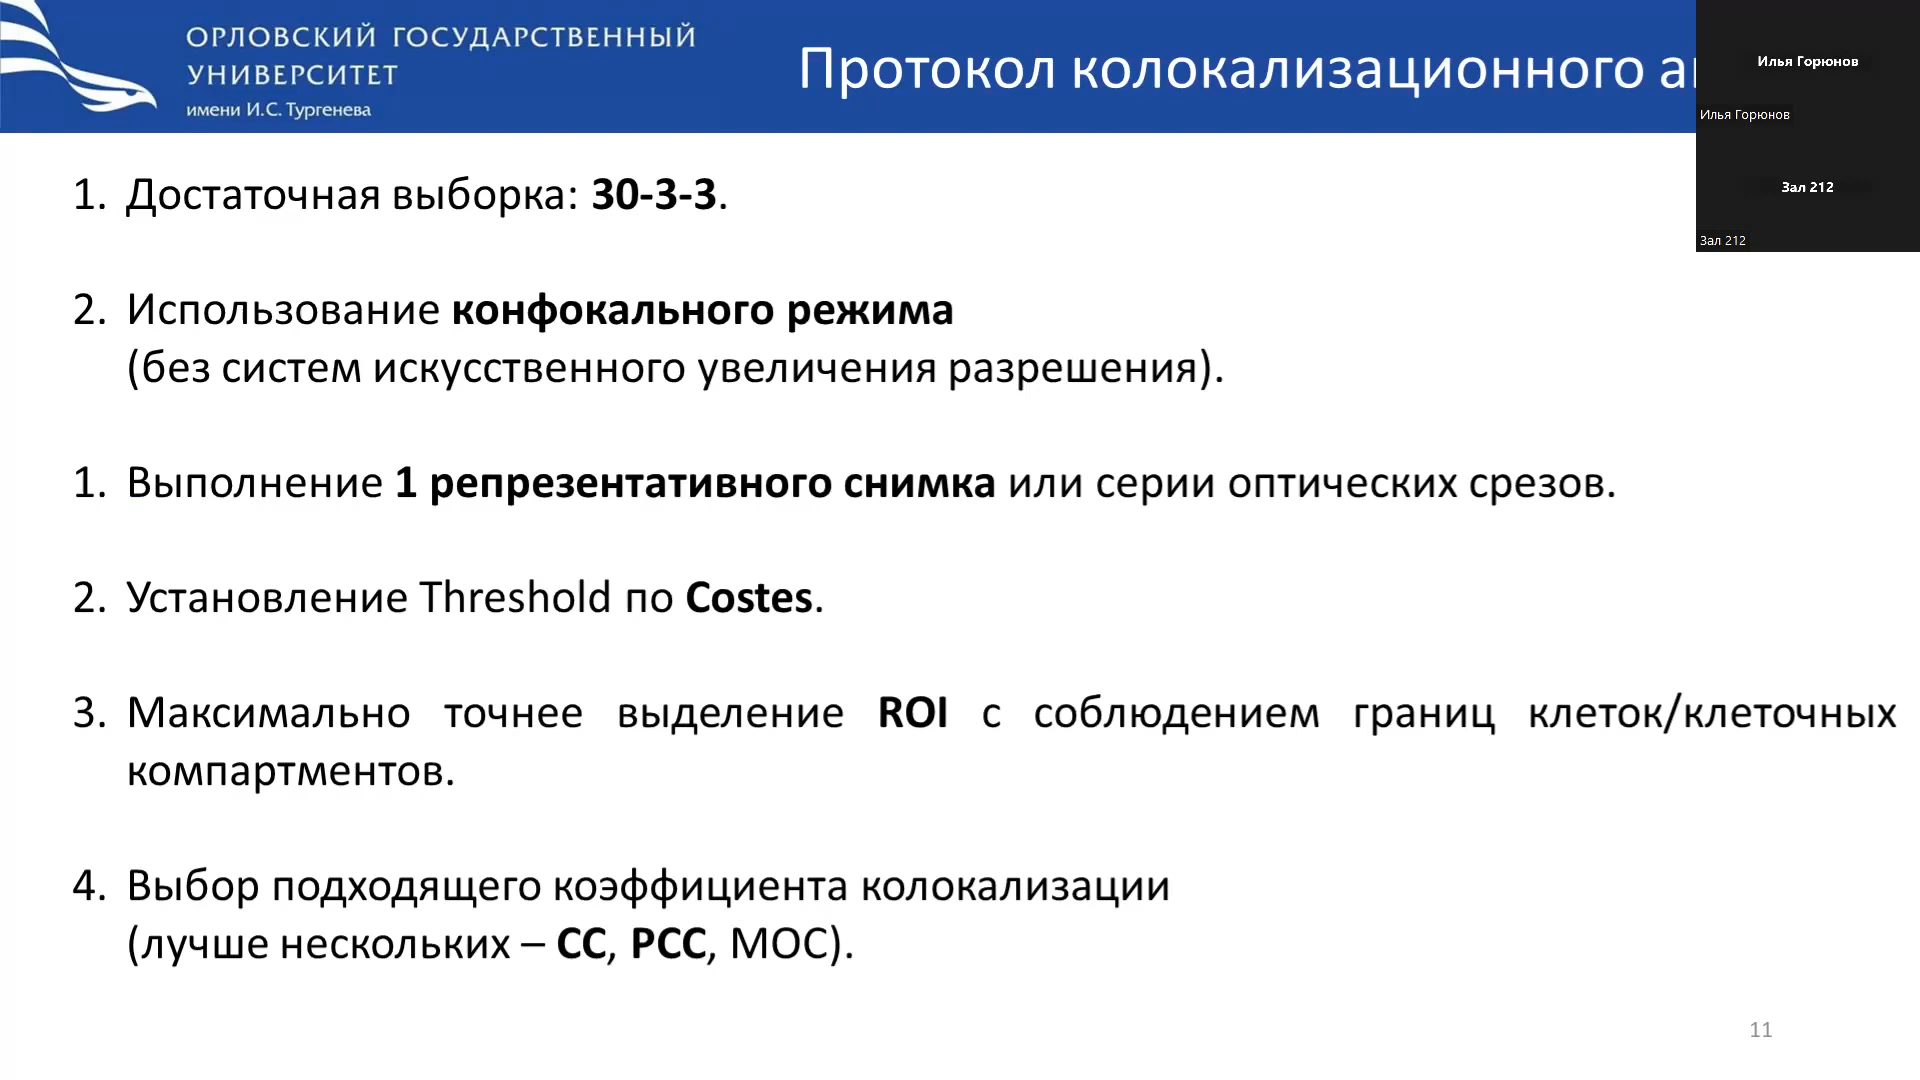 ОРЛОВСКИЙ ГОСУДАРСТВЕННЫЙ
УНИВЕРСИТЕТ
имени И.С. Тургенева
Протокол колокализационного
Илья Горюнов
Илья Горюнов
Зал 212
Зал 212
1. Достаточная выборка: 30-3-3.
2. Использование конфокального режима
(без систем искусственного увеличения разрешения).
1. Выполнение 1 репрезентативного снимка или серии оптических срезов.
2. Установление Threshold по Costes.
3. Максимально точнее выделение ROI с соблюдением границ клеток/клеточных
компартментов.
4. Выбор подходящего коэффициента колокализации
(лучше нескольких – CC, PCC, MOC).
11